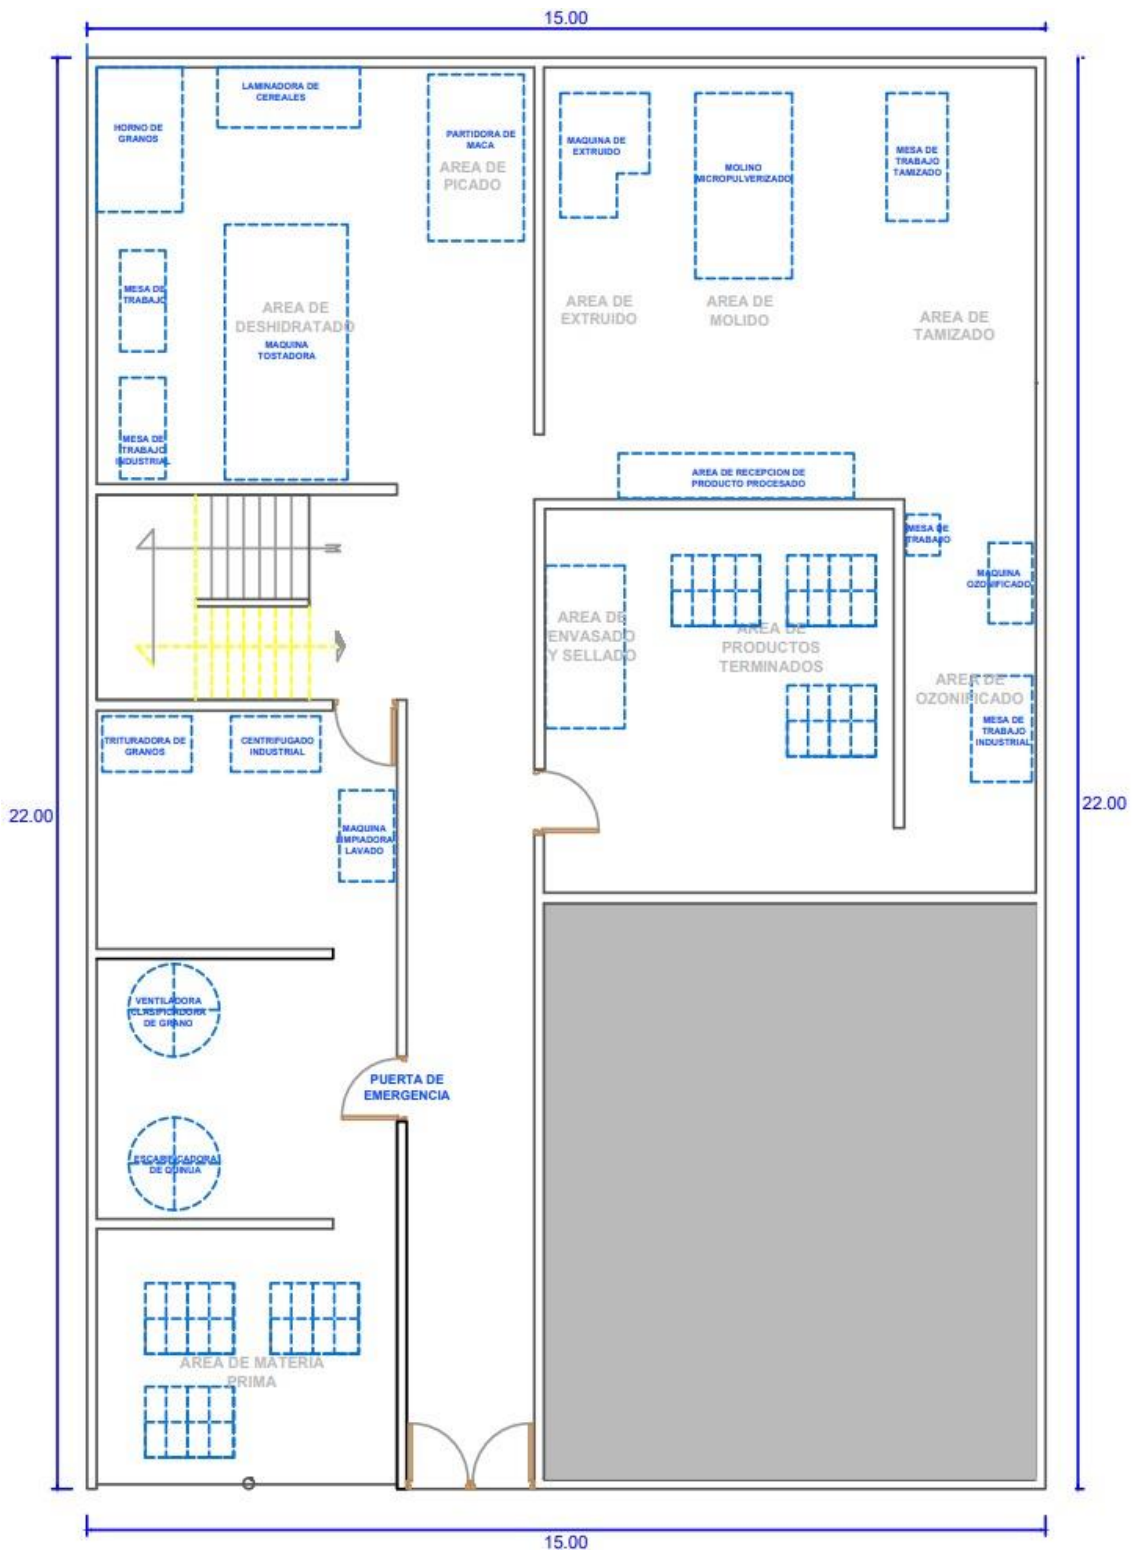 15.00
LAMINADORA DE
CEREALES
HORNO DE
GRANOS
PARTIDORA DE
MACA
AREA DE
PICADO
MAQUINA DE
EXTRUIDO
MOLINO
MICROPULVERIZADO
MESA DE
TRABAJO
TAMIZADO
MESA DE
TRABAJO
AREA DE
DESHIDRATADO
MAQUINA
TOSTADORA
AREA DE
EXTRUIDO
AREA DE
MOLIDO
AREA DE
TAMIZADO
MESA DE
TRABAJO
INDUSTRIAL
AREA DE RECEPCION DE
PRODUCTO PROCESADO
MESA DE
TRABAJO
MAQUINA
OZONIFICADO
AREA DE
ENVASADO
Y SELLADO
AREA DE
PRODUCTOS
TERMINADOS
AREA DE
OZONIFICADO
MESA DE
TRABAJO
INDUSTRIAL
TRITURADORA DE
GRANOS
CENTRIFUGADO
INDUSTRIAL
MAQUINA
LIMPIADORA
LAVADO
22.00
22.00
VENTILADORA
CLASIFICADORA
DE GRANO
PUERTA DE
EMERGENCIA
ESCARIFICADORA
DE QUINUA
AREA DE MATERIA
PRIMA
15.00